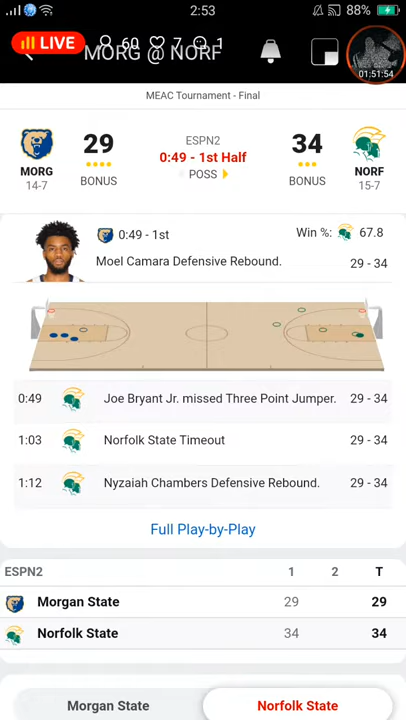 2:53 88%
LIVE 60 7 1
MORG @ NORF
01:51:54
MEAC Tournament - Final
29 ESPN2 34
0:49 - 1st Half
MORG BONUS POSS BONUS NORF
14-7 15-7
0:49 - 1st Win %: 67.8
Moel Camara Defensive Rebound. 29 - 34
0:49 Joe Bryant Jr. missed Three Point Jumper. 29 - 34
1:03 Norfolk State Timeout 29 - 34
1:12 Nyzaiah Chambers Defensive Rebound. 29 - 34
Full Play-by-Play
ESPN2 1 2 T
Morgan State 29 29
Norfolk State 34 34
Morgan State Norfolk State